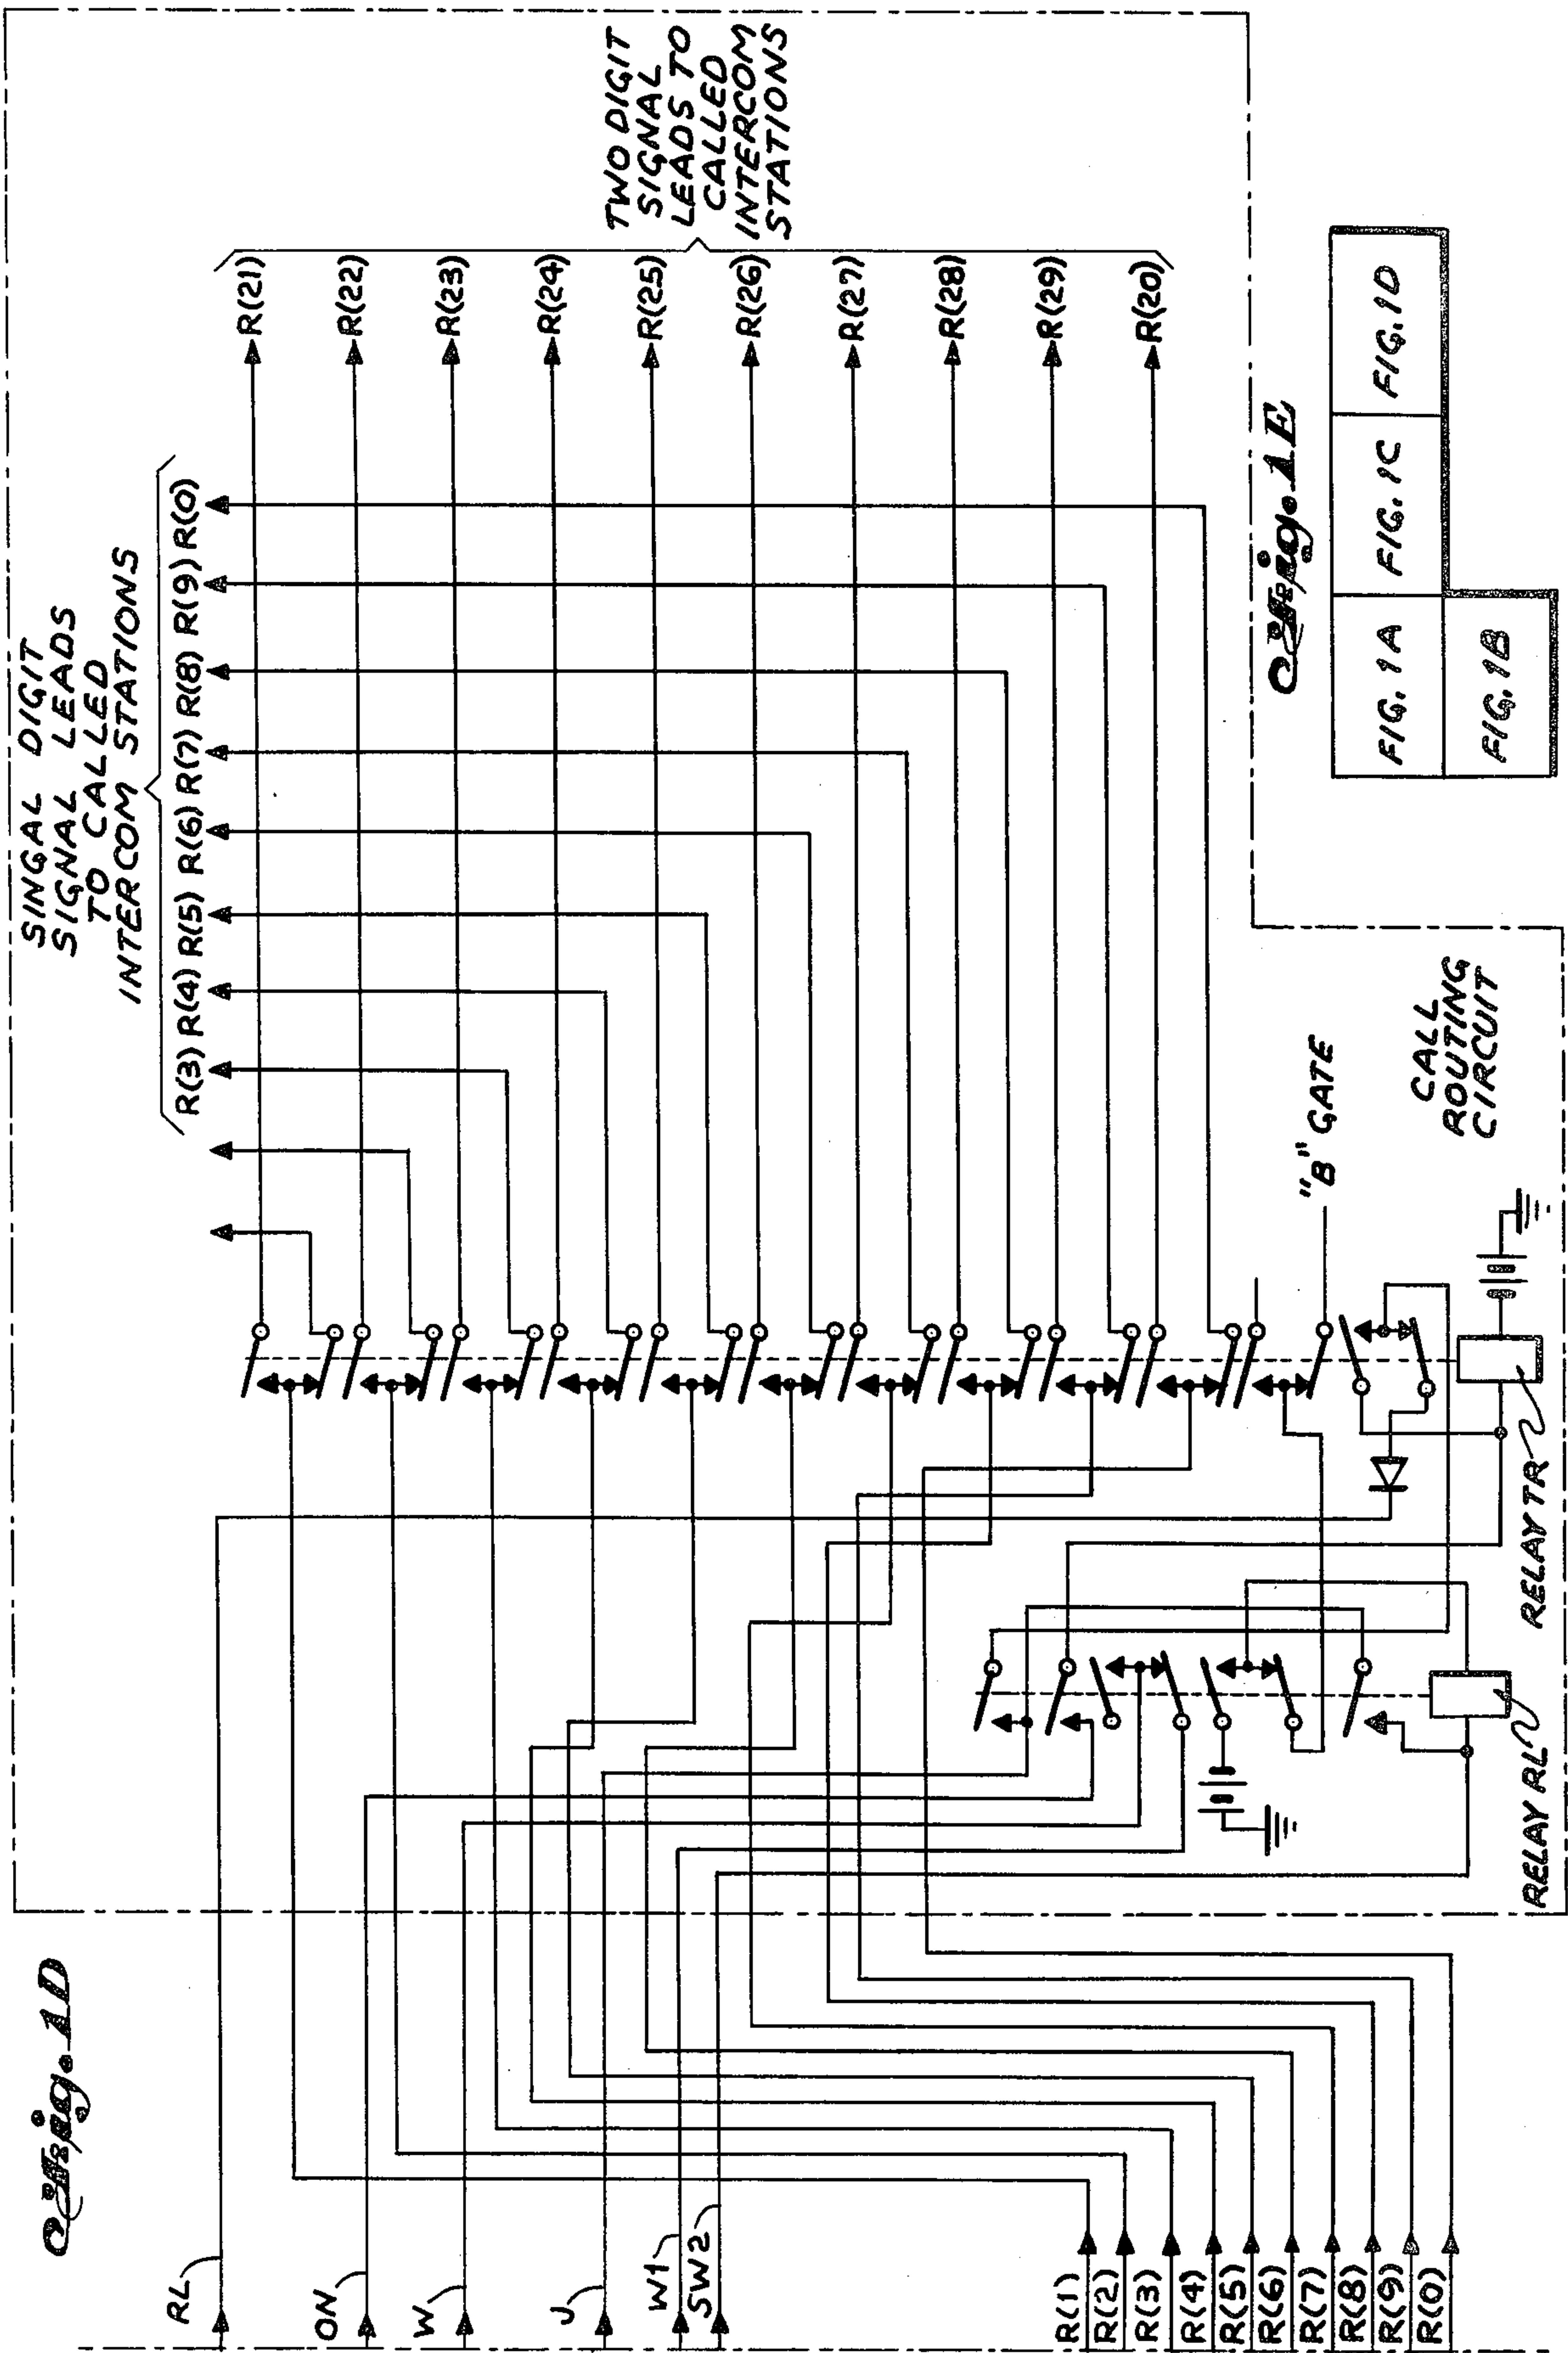 Fig. 1D
SINGAL DIGIT
SIGNAL LEADS
TO CALLED
INTERCOM STATIONS
R(3) R(4) R(5) R(6) R(7) R(8) R(9) R(0)
TWO DIGIT
SIGNAL
LEADS TO
CALLED
INTERCOM
STATIONS
R(21)
R(22)
R(23)
R(24)
R(25)
R(26)
R(27)
R(28)
R(29)
R(20)
RL
ON
W
J
W1
SW2
R(1)
R(2)
R(3)
R(4)
R(5)
R(6)
R(7)
R(8)
R(9)
R(0)
"B" GATE
CALL
ROUTING
CIRCUIT
RELAY RL
RELAY TR
Fig. 1E
FIG. 1A FIG. 1C FIG. 1D
FIG. 1B